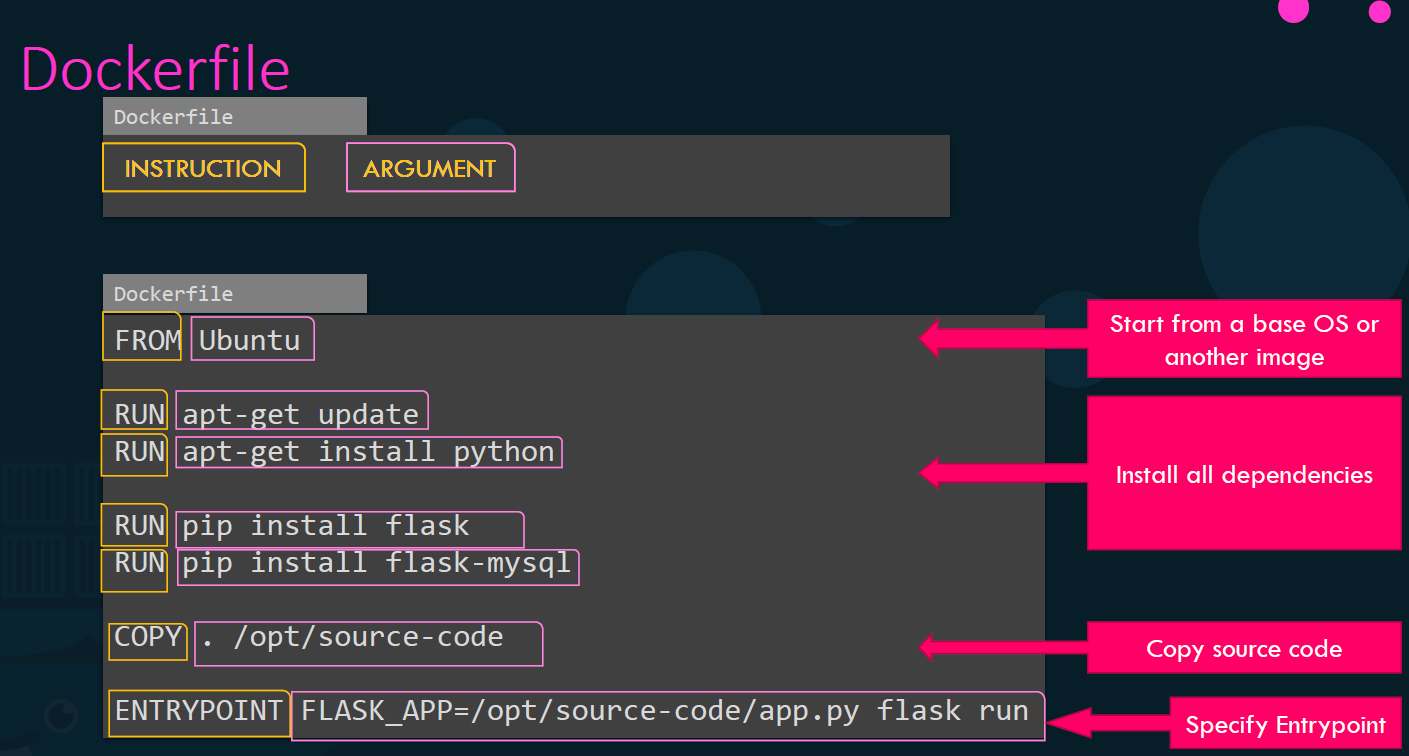 Dockerfile
Dockerfile
INSTRUCTION ARGUMENT
Dockerfile
FROM Ubuntu
Start from a base OS or
another image
RUN apt-get update
RUN apt-get install python
Install all dependencies
RUN pip install flask
RUN pip install flask-mysql
COPY . /opt/source-code
Copy source code
ENTRYPOINT FLASK_APP=/opt/source-code/app.py flask run
Specify Entrypoint